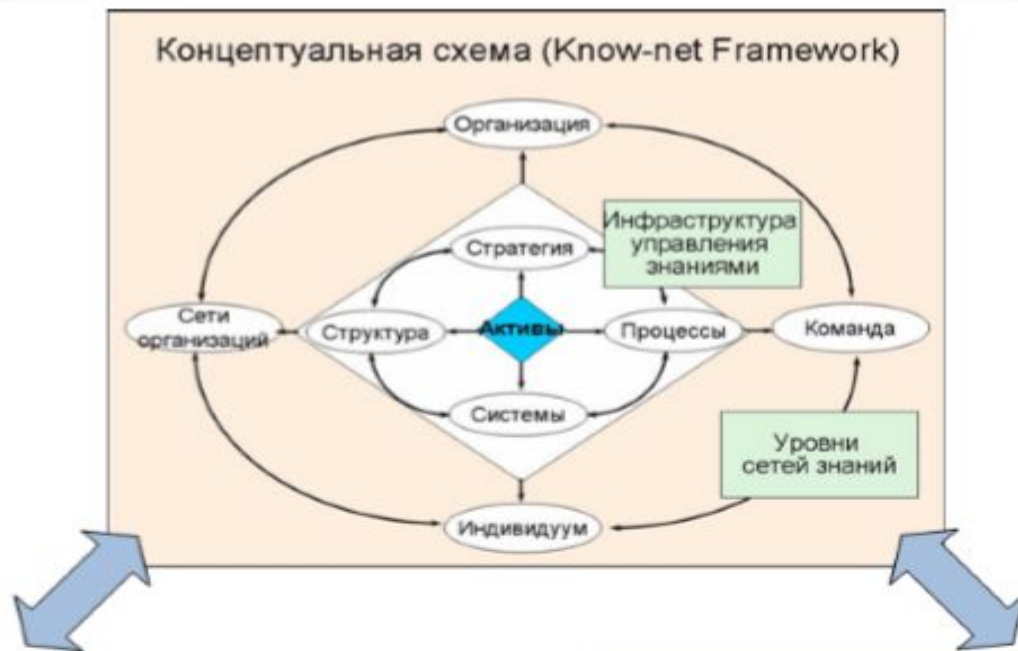 Концептуальная схема (Know-net Framework)
Организация
Инфраструктура
управления
знаниями
Стратегия
Сети
организаций
Структура
Активы
Процессы
Команда
Системы
Уровни
сетей знаний
Индивидуум